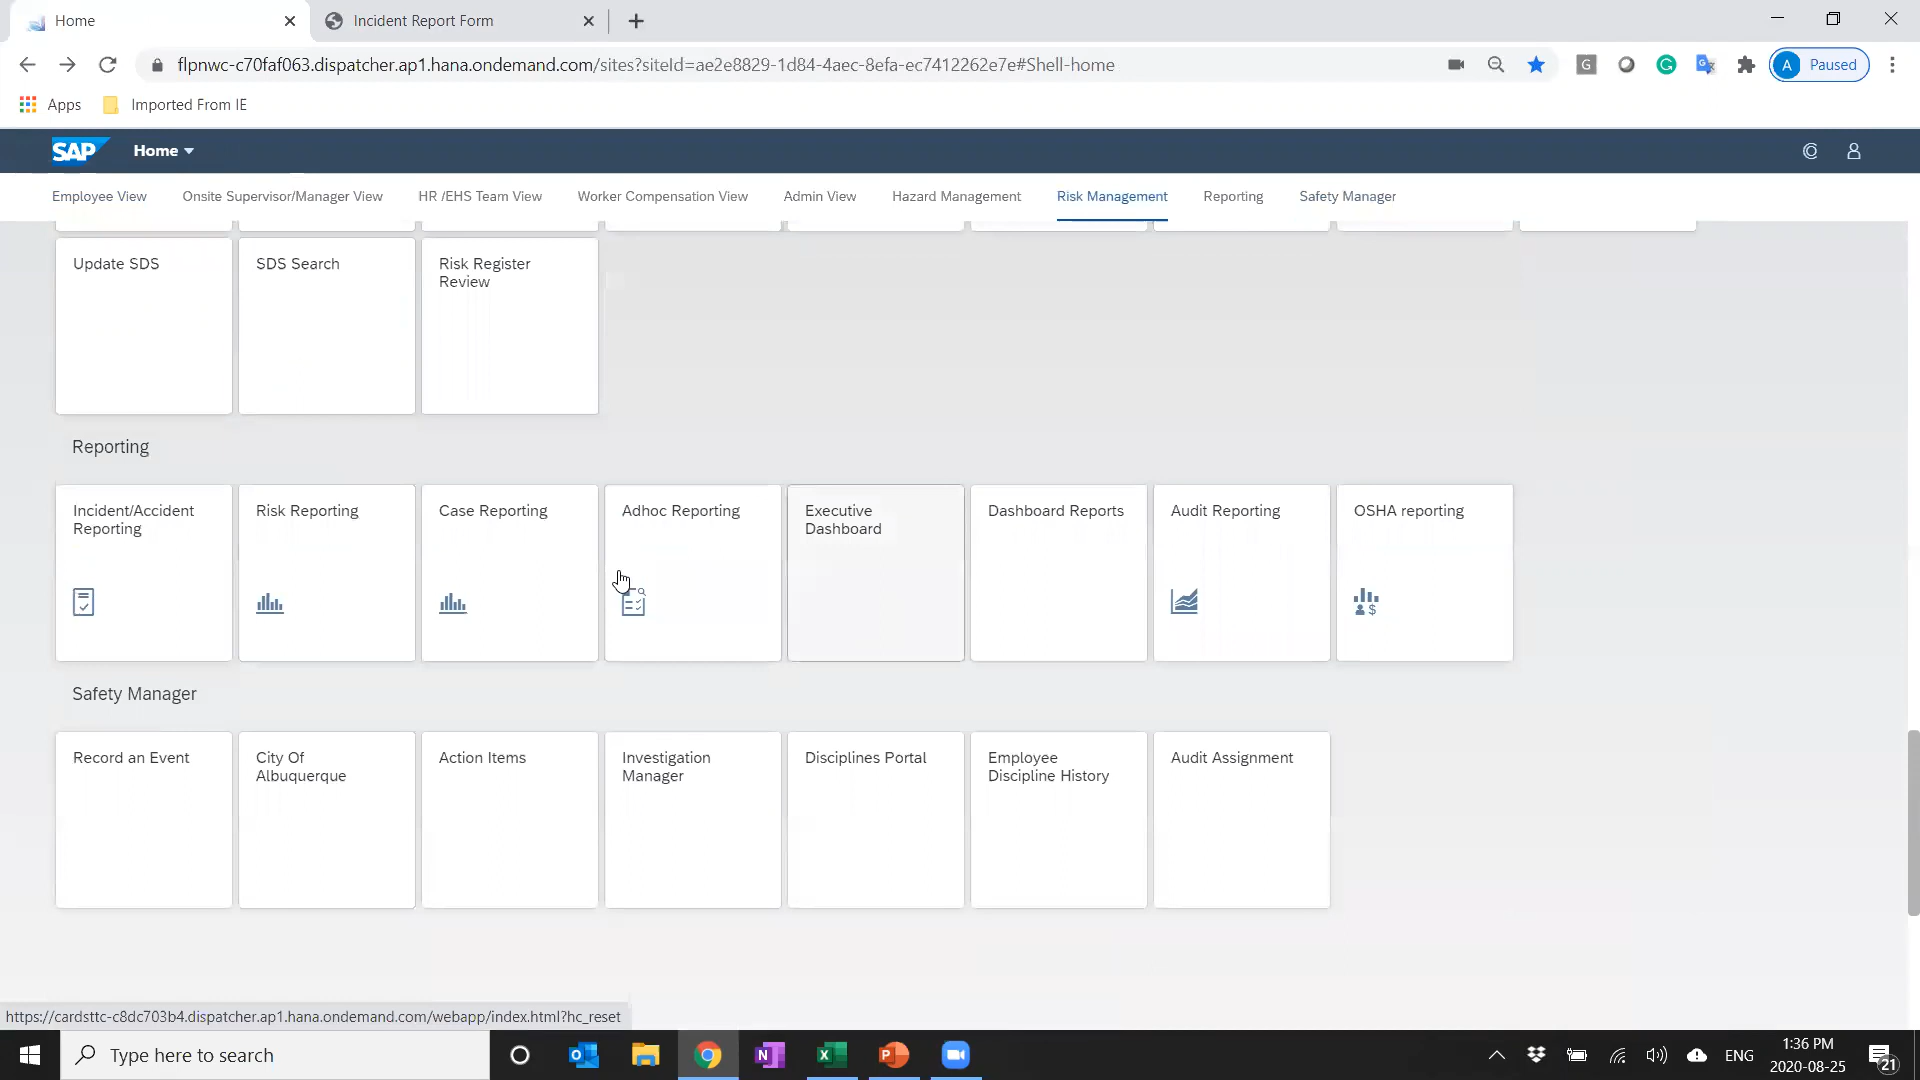 Home
Incident Report Form
flpnwc-c70faf063.dispatcher.ap1.hana.ondemand.com/sites?siteId=ae2e8829-1d84-4aec-8efa-ec7412262e7e#Shell-home
G
A Paused
Apps
Imported From IE
SAP
Home
Employee View
Onsite Supervisor/Manager View
HR /EHS Team View
Worker Compensation View
Admin View
Hazard Management
Risk Management
Reporting
Safety Manager
Update SDS
SDS Search
Risk Register
Review
Reporting
Incident/Accident
Reporting
Risk Reporting
Case Reporting
Adhoc Reporting
Executive
Dashboard
Dashboard Reports
Audit Reporting
OSHA reporting
Safety Manager
Record an Event
City Of
Albuquerque
Action Items
Investigation
Manager
Disciplines Portal
Employee
Discipline History
Audit Assignment
https://cardsttc-c8dc703b4.dispatcher.ap1.hana.ondemand.com/webapp/index.html?hc_reset
Type here to search
ENG
1:36 PM
2020-08-25
21